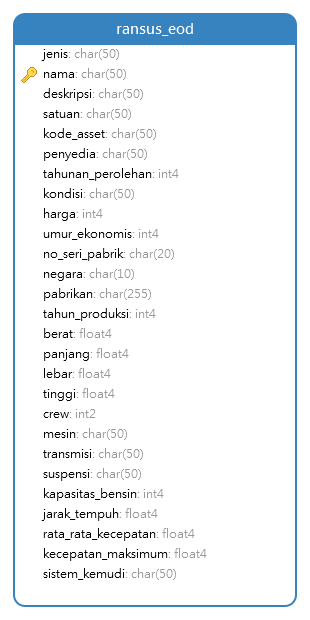 ransus_eod
jenis: char(50)
nama: char(50)
deskripsi: char(50)
satuan: char(50)
kode_asset: char(50)
penyedia: char(50)
tahunan_perolehan: int4
kondisi: char(50)
harga: int4
umur_ekonomis: int4
no_seri_pabrik: char(20)
negara: char(10)
pabrikan: char(255)
tahun_produksi: int4
berat: float4
panjang: float4
lebar: float4
tinggi: float4
crew: int2
mesin: char(50)
transmisi: char(50)
suspensi: char(50)
kapasitas_bensin: int4
jarak_tempuh: float4
rata_rata_kecepatan: float4
kecepatan_maksimum: float4
sistem_kemudi: char(50)